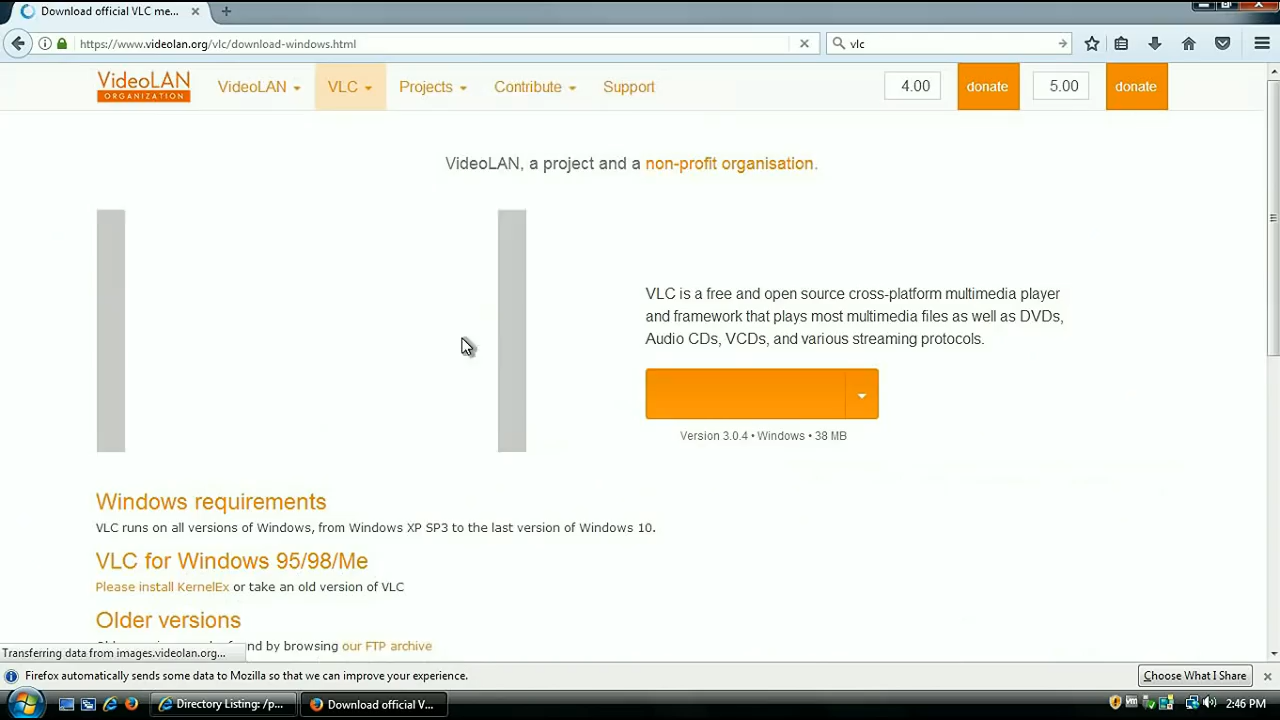 Download official VLC me...
https://www.videolan.org/vlc/download-windows.html
vlc
VideoLAN
ORGANIZATION
VideoLAN
VLC
Projects
Contribute
Support
4.00
donate
5.00
donate
VideoLAN, a project and a non-profit organisation.
VLC is a free and open source cross-platform multimedia player
and framework that plays most multimedia files as well as DVDs,
Audio CDs, VCDs, and various streaming protocols.
Version 3.0.4 • Windows • 38 MB
Windows requirements
VLC runs on all versions of Windows, from Windows XP SP3 to the last version of Windows 10.
VLC for Windows 95/98/Me
Please install KernelEx or take an old version of VLC
Older versions
nd by browsing our FTP archive
Transferring data from images.videolan.org...
Firefox automatically sends some data to Mozilla so that we can improve your experience.
Choose What I Share
Directory Listing: /p...
Download official V...
2:46 PM